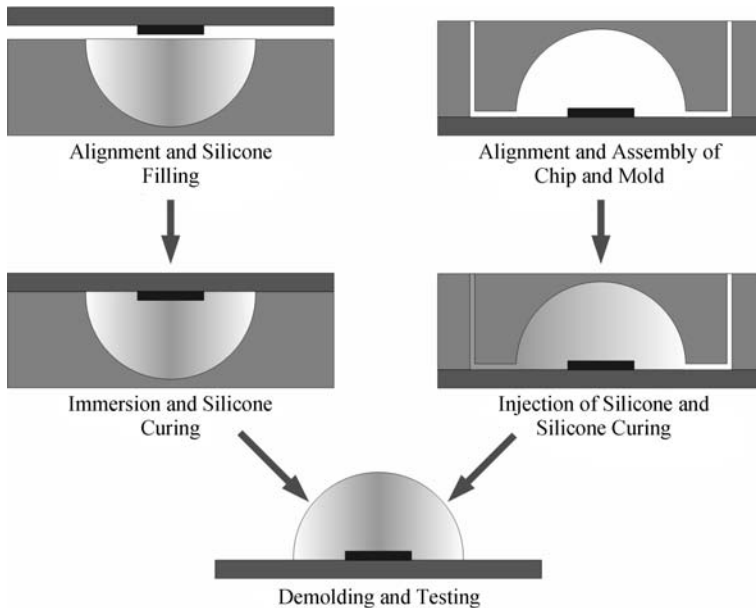 Alignment and Silicone
Filling
Alignment and Assembly of
Chip and Mold
Immersion and Silicone
Curing
Injection of Silicone and
Silicone Curing
Demolding and Testing